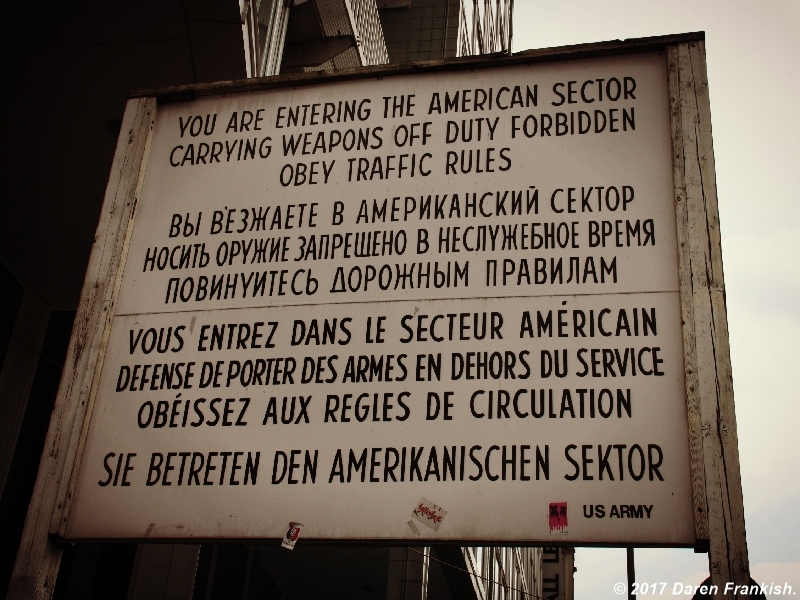 YOU ARE ENTERING THE AMERICAN SECTOR
CARRYING WEAPONS OFF DUTY FORBIDDEN
OBEY TRAFFIC RULES
ВЫ ВЪЕЗЖАЕТЕ В АМЕРИКАНСКИЙ СЕКТОР
НОСИТЬ ОРУЖИЕ ЗАПРЕЩЕНО В НЕСЛУЖЕБНОЕ ВРЕМЯ
ПОВИНУЙТЕСЬ ДОРОЖНЫМ ПРАВИЛАМ
VOUS ENTREZ DANS LE SECTEUR AMÉRICAIN
DEFENSE DE PORTER DES ARMES EN DEHORS DU SERVICE
OBÉISSEZ AUX REGLES DE CIRCULATION
SIE BETRETEN DEN AMERIKANISCHEN SEKTOR
US ARMY
© 2017 Daren Frankish.